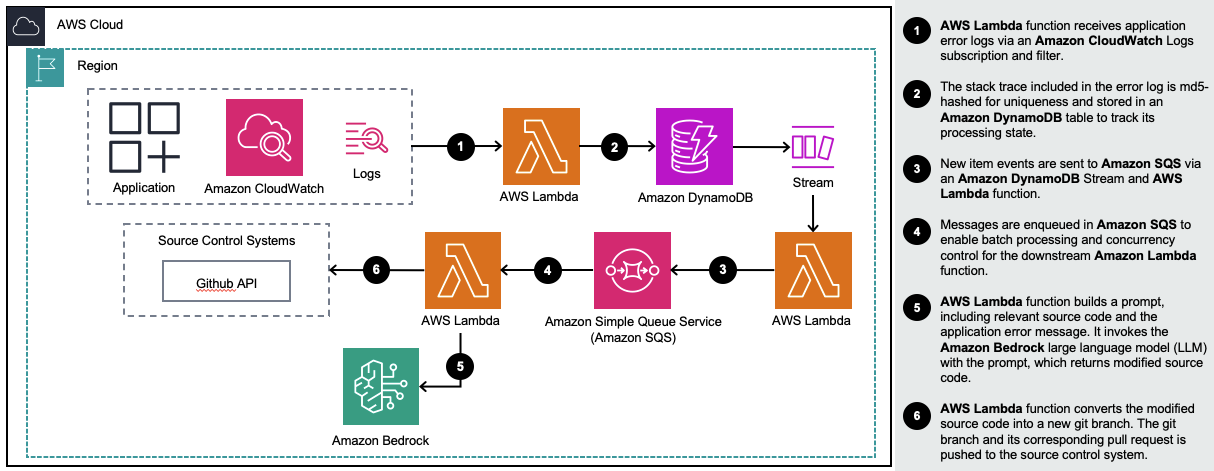 AWS Cloud
Region
Application
Amazon CloudWatch
Logs
1
AWS Lambda
2
Amazon DynamoDB
Stream
Source Control Systems
Github API
6
AWS Lambda
4
Amazon Simple Queue Service
(Amazon SQS)
3
AWS Lambda
5
Amazon Bedrock
1
AWS Lambda function receives application
error logs via an Amazon CloudWatch Logs
subscription and filter.
2
The stack trace included in the error log is md5-
hashed for uniqueness and stored in an
Amazon DynamoDB table to track its
processing state.
3
New item events are sent to Amazon SQS via
an Amazon DynamoDB Stream and AWS
Lambda function.
4
Messages are enqueued in Amazon SQS to
enable batch processing and concurrency
control for the downstream Amazon Lambda
function.
5
AWS Lambda function builds a prompt,
including relevant source code and the
application error message. It invokes the
Amazon Bedrock large language model (LLM)
with the prompt, which returns modified source
code.
6
AWS Lambda function converts the modified
source code into a new git branch. The git
branch and its corresponding pull request is
pushed to the source control system.